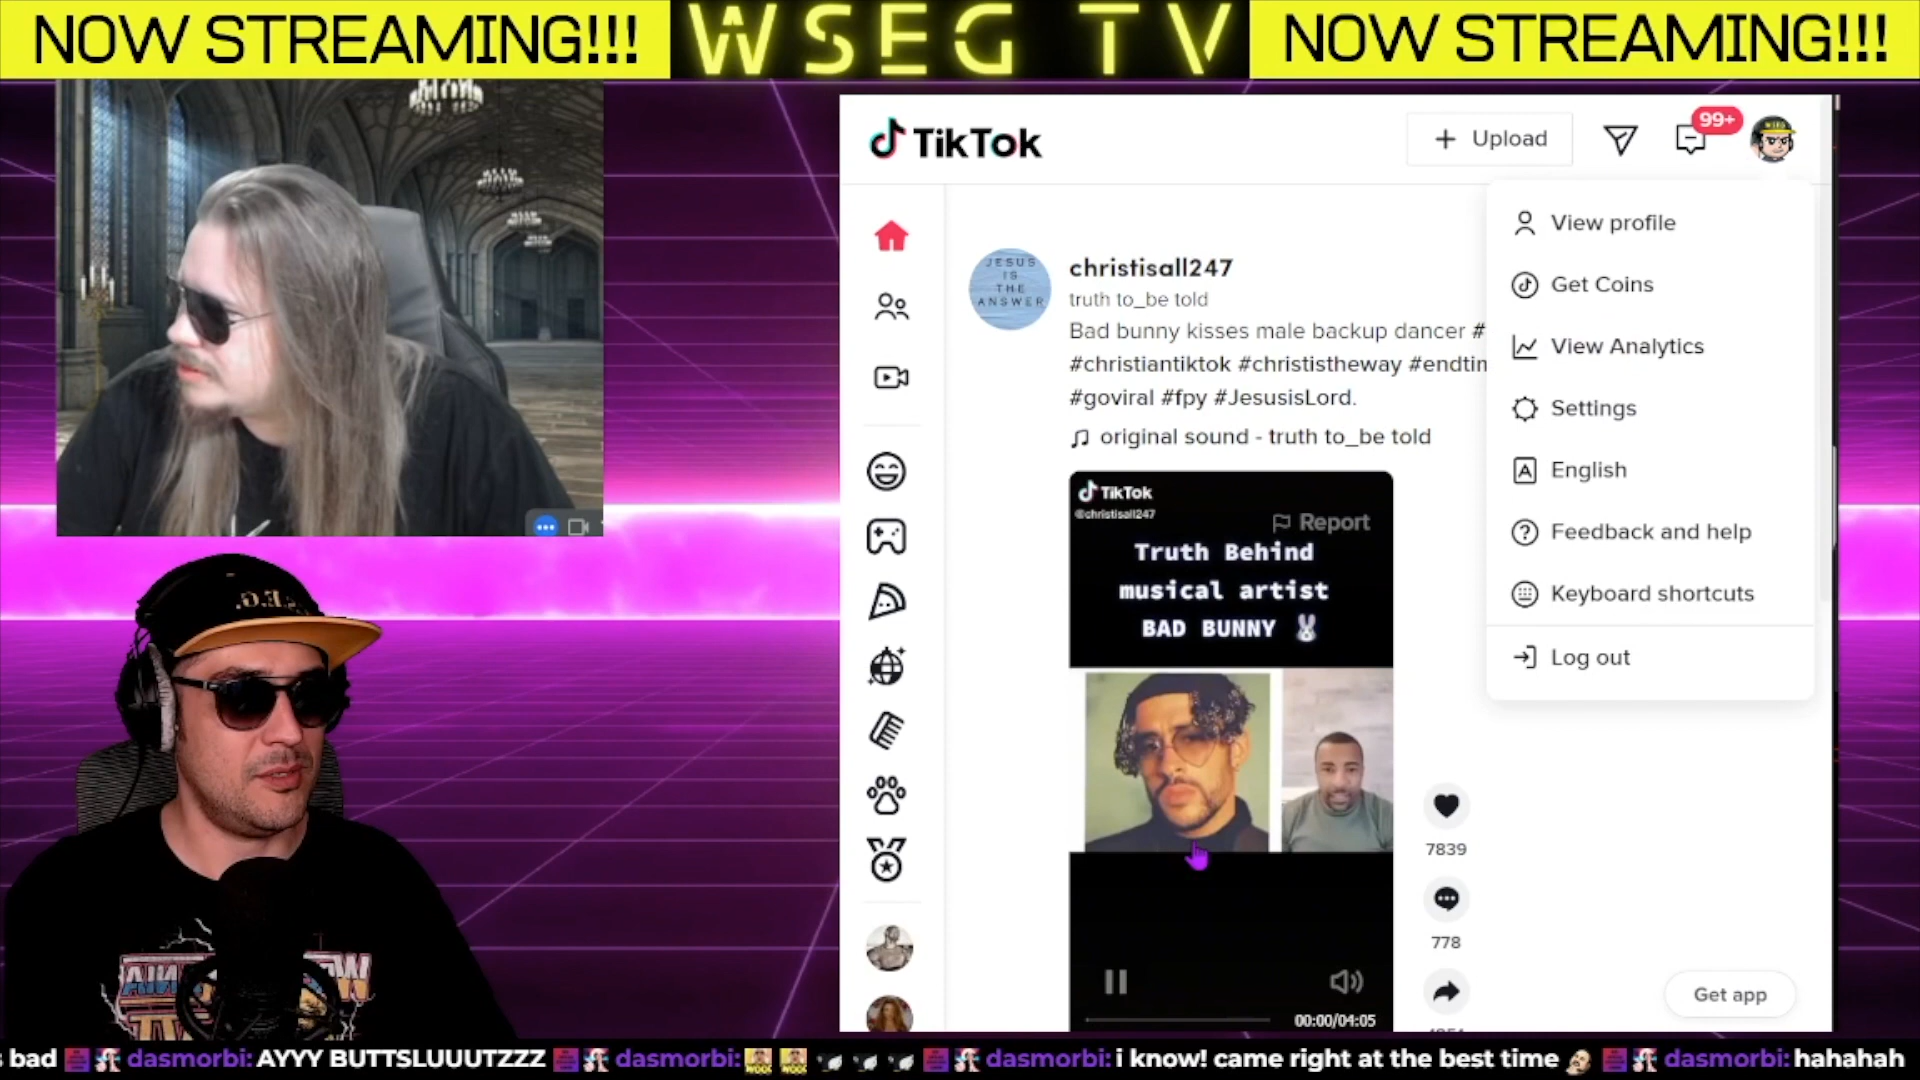 NOW STREAMING!!!
WSEG TV
NOW STREAMING!!!
TikTok
+ Upload
99+
View profile
Get Coins
View Analytics
Settings
English
Feedback and help
Keyboard shortcuts
Log out
JESUS
IS
THE
ANSWER
christisall247
truth to_be told
Bad bunny kisses male backup dancer #
#christiantiktok #christistheway #endtin
#goviral #fpy #JesusisLord.
original sound - truth to_be told
TikTok
@christisall247
Report
Truth Behind
musical artist
BAD BUNNY
7839
778
00:00/04:05
Get app
W.S.E.G.
s bad dasmorbi: AYYY BUTTSLUUUTZZZ dasmorbi: dasmorbi: i know! came right at the best time dasmorbi: hahahah